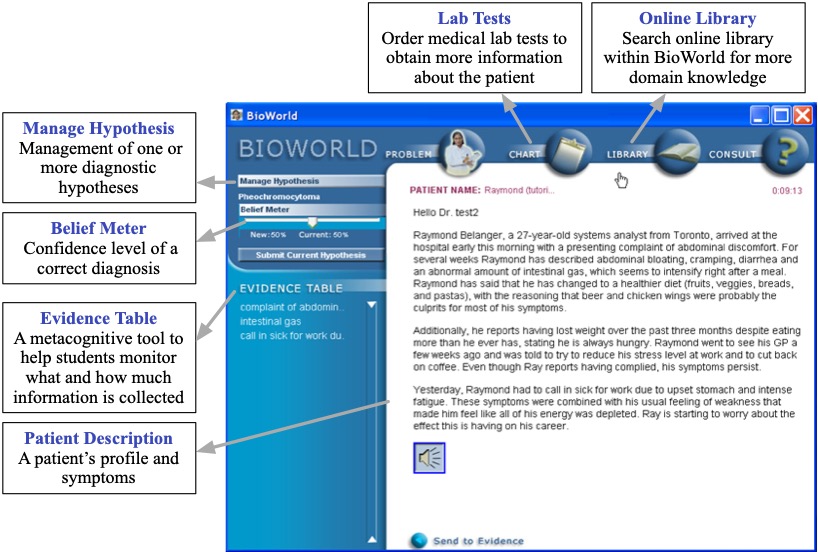 Lab Tests
Order medical lab tests to
obtain more information
about the patient
Online Library
Search online library
within BioWorld for more
domain knowledge
Manage Hypothesis
Management of one or
more diagnostic
hypotheses
Belief Meter
Confidence level of a
correct diagnosis
Evidence Table
A metacognitive tool to
help students monitor
what and how much
information is collected
Patient Description
A patient's profile and
symptoms
BioWorld
BIOWORLD
PROBLEM
CHART
LIBRARY
CONSULT
?
Manage Hypothesis
Pheochromocytoma
Belief Meter
New: 50% Current: 50%
Submit Current Hypothesis
EVIDENCE TABLE
complaint of abdomin..
intestinal gas
call in sick for work du.
PATIENT NAME: Raymond (tutori...
0:09:13
Hello Dr. test2
Raymond Belanger, a 27-year-old systems analyst from Toronto, arrived at the
hospital early this morning with a presenting complaint of abdominal discomfort. For
several weeks Raymond has described abdominal bloating, cramping, diarrhea and
an abnormal amount of intestinal gas, which seems to intensify right after a meal.
Raymond has said that he has changed to a healthier diet (fruits, veggies, breads,
and pastas), with the reasoning that beer and chicken wings were probably the
culprits for most of his symptoms.
Additionally, he reports having lost weight over the past three months despite eating
more than he ever has, stating he is always hungry. Raymond went to see his GP a
few weeks ago and was told to try to reduce his stress level at work and to cut back
on coffee. Even though Ray reports having complied, his symptoms persist.
Yesterday, Raymond had to call in sick for work due to upset stomach and intense
fatigue. These symptoms were combined with his usual feeling of weakness that
made him feel like all of his energy was depleted. Ray is starting to worry about the
effect this is having on his career.
Send to Evidence